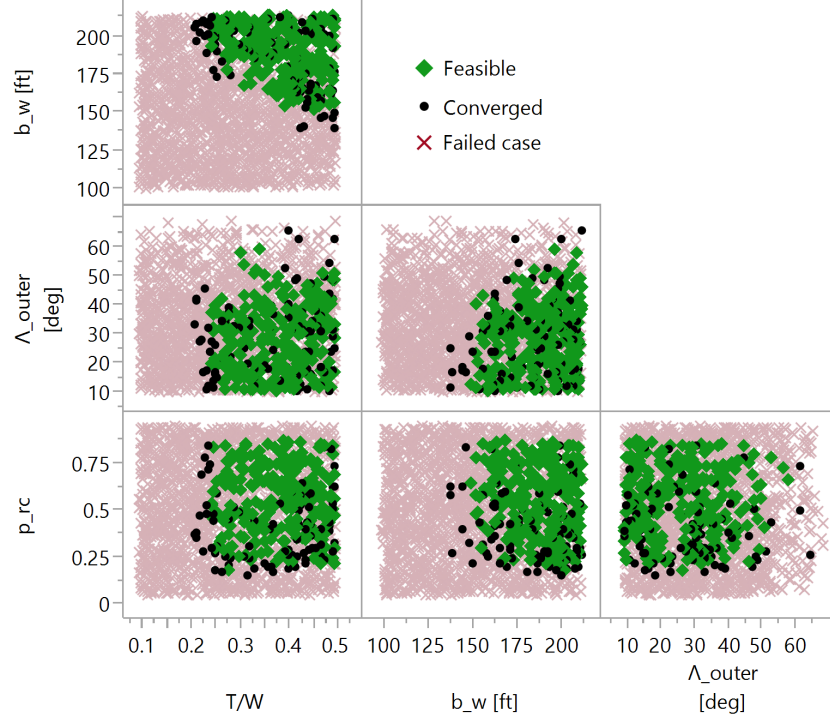 200
175
150
125
100
b_w [ft]
Feasible
Converged
Failed case
60
50
40
30
20
10
Λ_outer
[deg]
0.75
0.5
0.25
0
p_rc
0.1 0.2 0.3 0.4 0.5
100 125 150 175 200
10 20 30 40 50 60
T/W
b_w [ft]
Λ_outer
[deg]